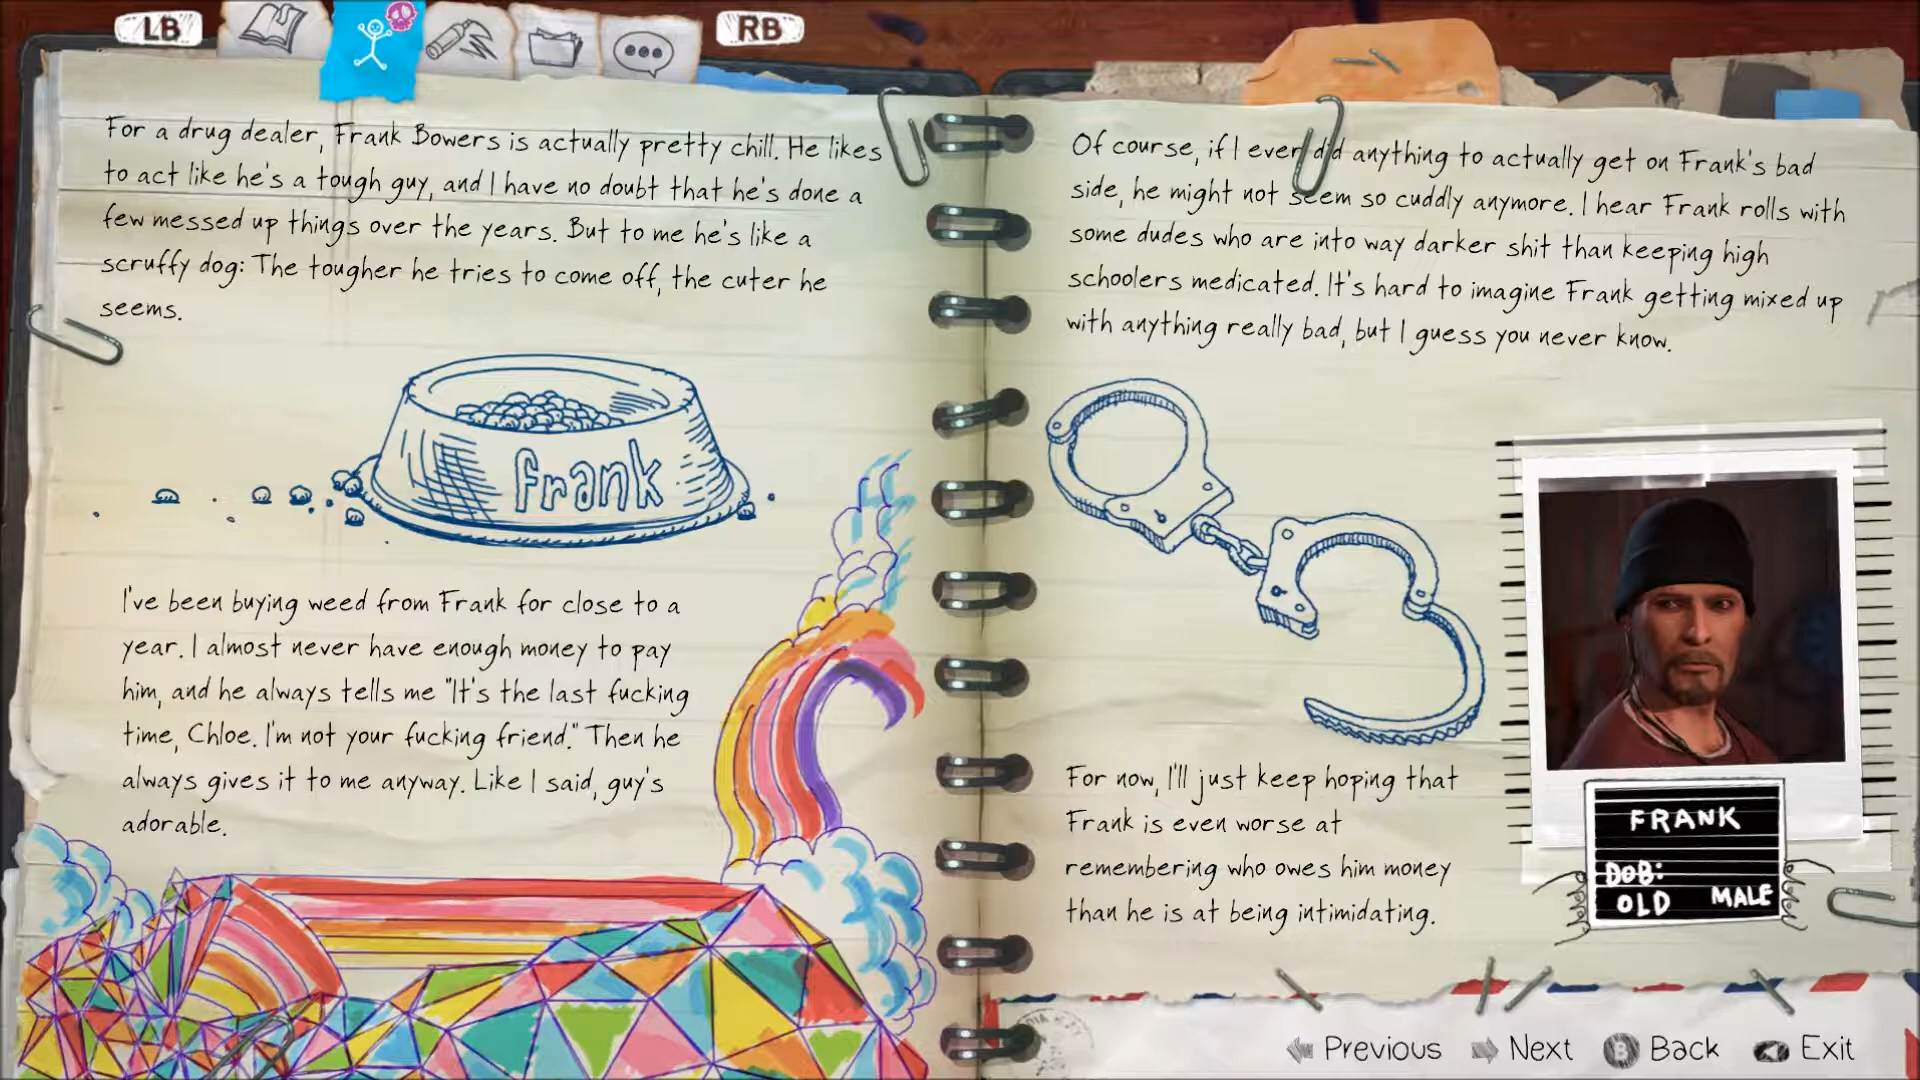 LB
RB
For a drug dealer, Frank Bowers is actually pretty chill. He likes
to act like he's a tough guy, and I have no doubt that he's done a
few messed up things over the years. But to me he's like a
scruffy dog: The tougher he tries to come off, the cuter he
seems.
frank
I've been buying weed from Frank for close to a
year. I almost never have enough money to pay
him, and he always tells me "It's the last fucking
time, Chloe. I'm not your fucking friend." Then he
always gives it to me anyway. Like I said, guy's
adorable.
Of course, if I ever did anything to actually get on Frank's bad
side, he might not seem so cuddly anymore. I hear Frank rolls with
some dudes who are into way darker shit than keeping high
schoolers medicated. It's hard to imagine Frank getting mixed up
with anything really bad, but I guess you never know.
For now, I'll just keep hoping that
Frank is even worse at
remembering who owes him money
than he is at being intimidating.
FRANK
DOB:
OLD MALE
Previous
Next
B Back
Exit